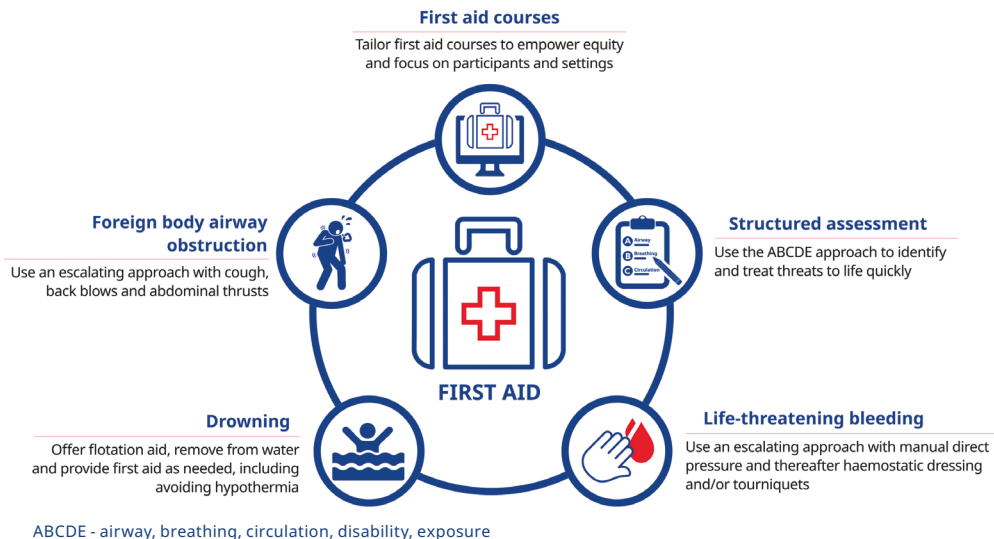 First aid courses
Tailor first aid courses to empower equity
and focus on participants and settings
Foreign body airway
obstruction
Use an escalating approach with cough,
back blows and abdominal thrusts
Structured assessment
Use the ABCDE approach to identify
and treat threats to life quickly
A Airway
B Breathing
C Circulation
FIRST AID
Drowning
Offer flotation aid, remove from water
and provide first aid as needed, including
avoiding hypothermia
Life-threatening bleeding
Use an escalating approach with manual direct
pressure and thereafter haemostatic dressing
and/or tourniquets
ABCDE - airway, breathing, circulation, disability, exposure